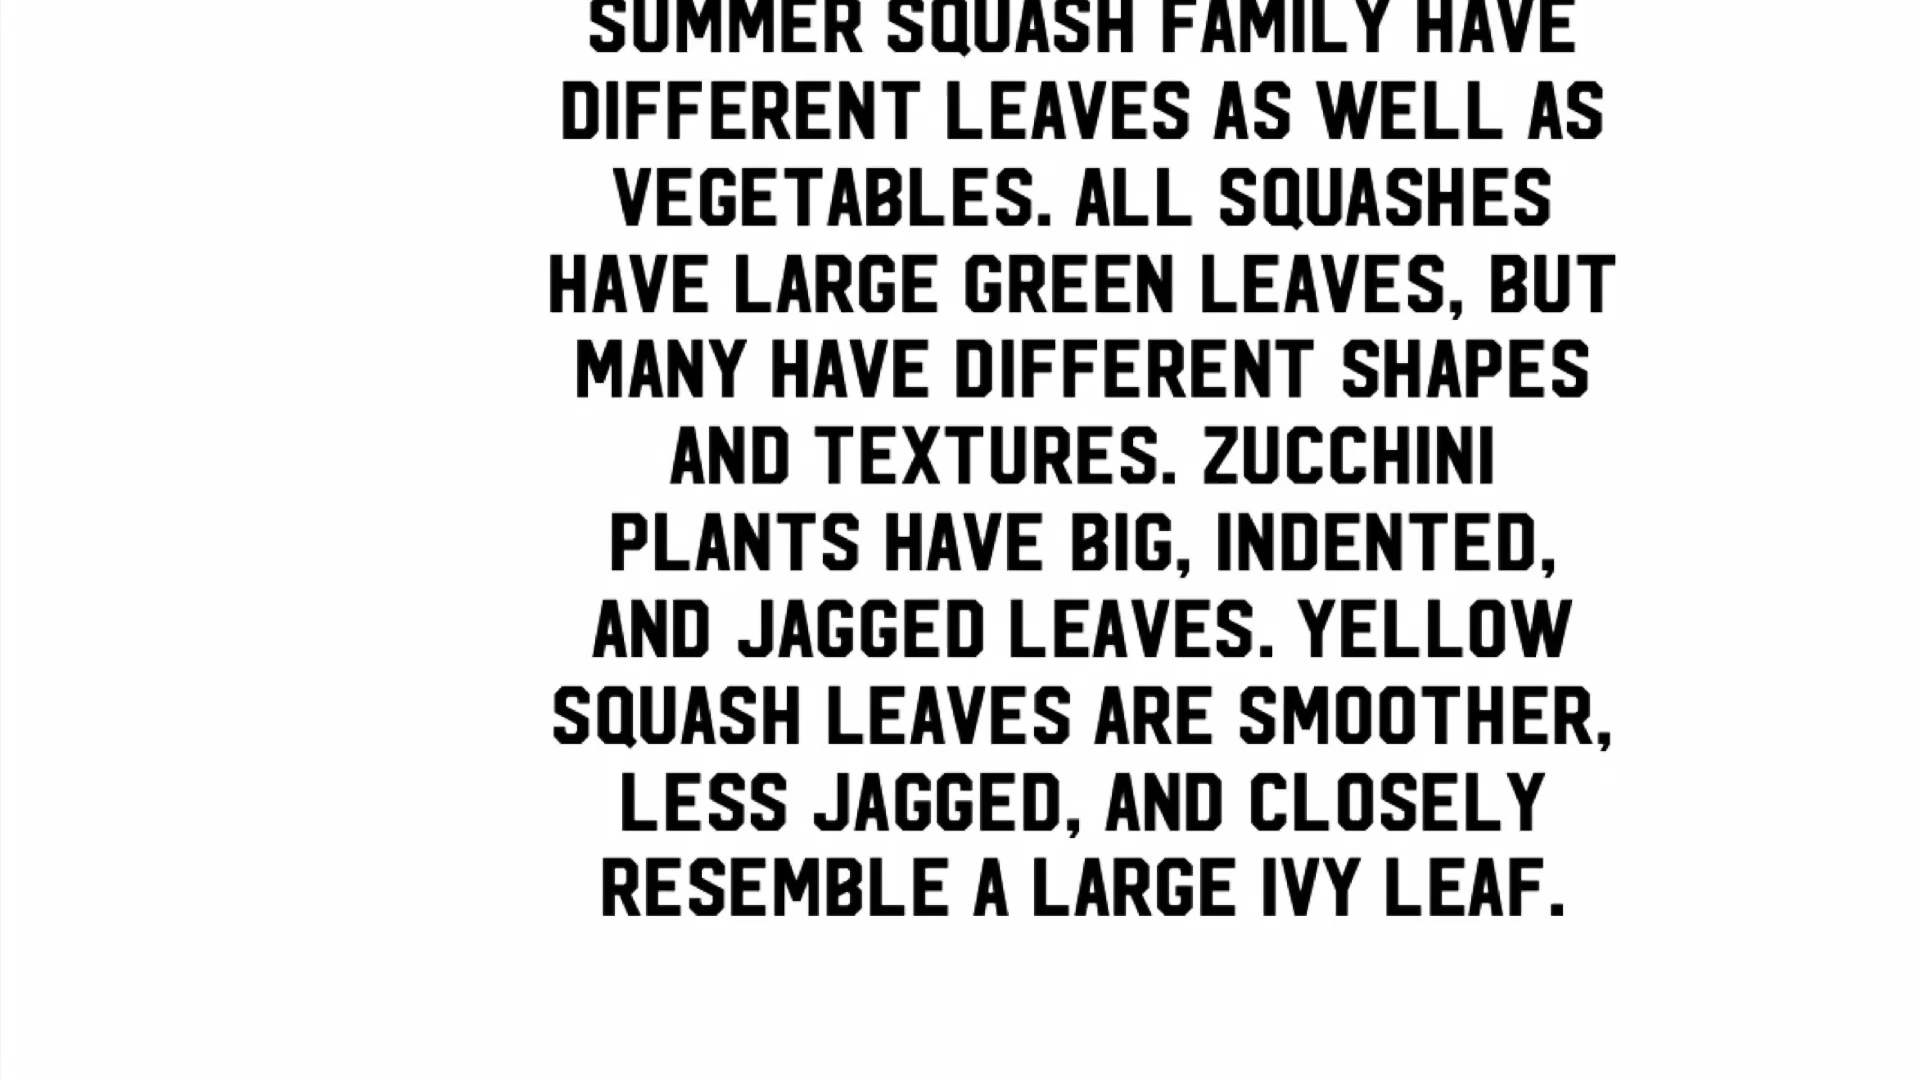 SUMMER SQUASH FAMILY HAVE
DIFFERENT LEAVES AS WELL AS
VEGETABLES. ALL SQUASHES
HAVE LARGE GREEN LEAVES, BUT
MANY HAVE DIFFERENT SHAPES
AND TEXTURES. ZUCCHINI
PLANTS HAVE BIG, INDENTED,
AND JAGGED LEAVES. YELLOW
SQUASH LEAVES ARE SMOOTHER,
LESS JAGGED, AND CLOSELY
RESEMBLE A LARGE IVY LEAF.